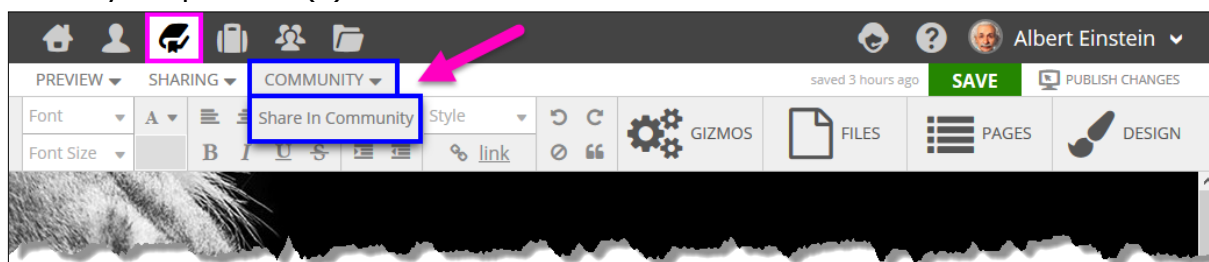 Albert Einstein
PREVIEW SHARING COMMUNITY saved 3 hours ago SAVE PUBLISH CHANGES
Font A Share In Community Style GIZMOS FILES PAGES DESIGN
Font Size B I U S link